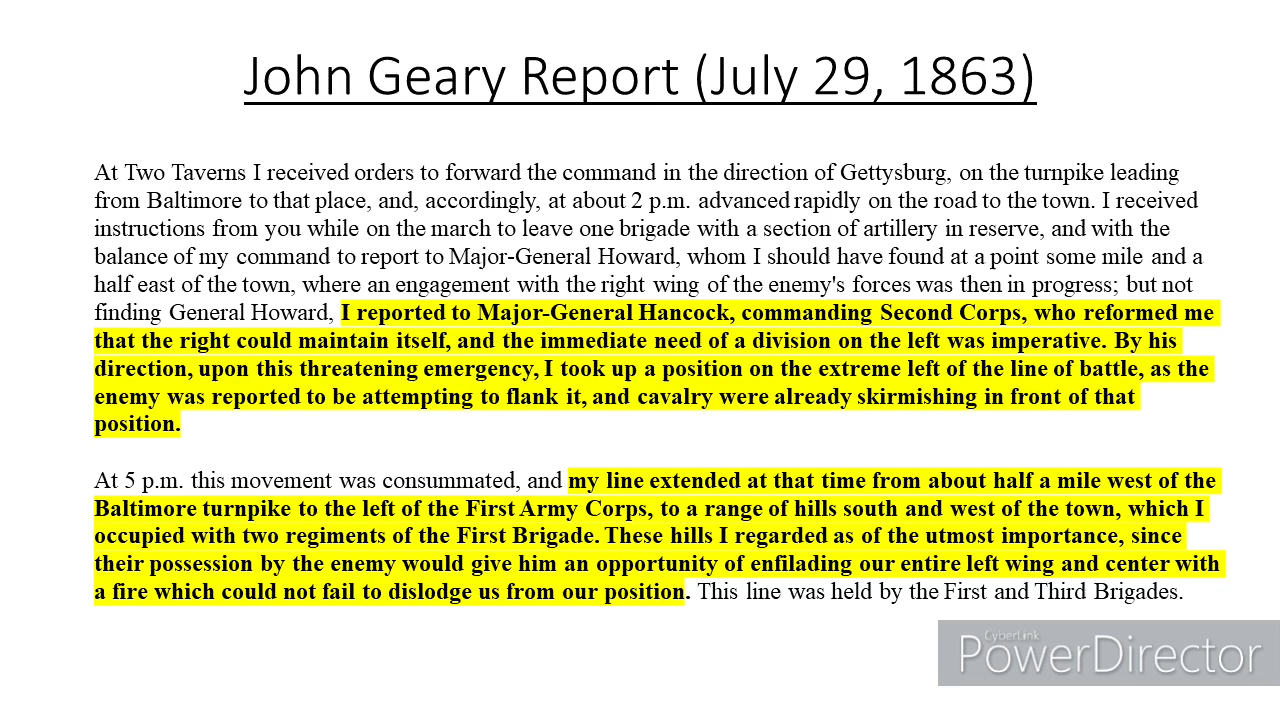 John Geary Report (July 29, 1863)
At Two Taverns I received orders to forward the command in the direction of Gettysburg, on the turnpike leading
from Baltimore to that place, and, accordingly, at about 2 p.m. advanced rapidly on the road to the town. I received
instructions from you while on the march to leave one brigade with a section of artillery in reserve, and with the
balance of my command to report to Major-General Howard, whom I should have found at a point some mile and a
half east of the town, where an engagement with the right wing of the enemy's forces was then in progress; but not
finding General Howard, I reported to Major-General Hancock, commanding Second Corps, who reformed me
that the right could maintain itself, and the immediate need of a division on the left was imperative. By his
direction, upon this threatening emergency, I took up a position on the extreme left of the line of battle, as the
enemy was reported to be attempting to flank it, and cavalry were already skirmishing in front of that
position.
At 5 p.m. this movement was consummated, and my line extended at that time from about half a mile west of the
Baltimore turnpike to the left of the First Army Corps, to a range of hills south and west of the town, which I
occupied with two regiments of the First Brigade. These hills I regarded as of the utmost importance, since
their possession by the enemy would give him an opportunity of enfilading our entire left wing and center with
a fire which could not fail to dislodge us from our position. This line was held by the First and Third Brigades.
CyberLink
PowerDirector